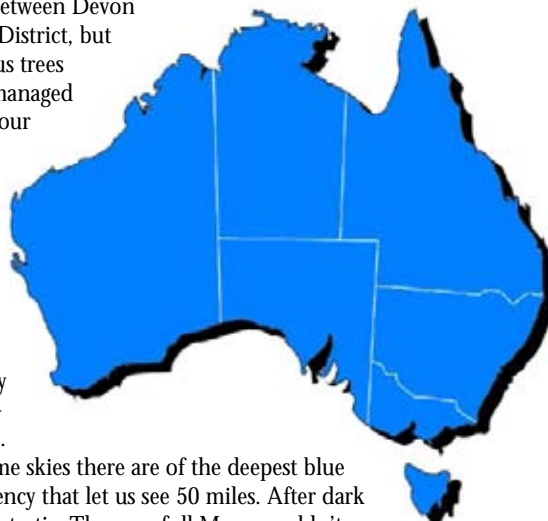 etween Devon
District, but
us trees
managed
our
y
.
me skies there are of the deepest blue
ency that let us see 50 miles. After dark